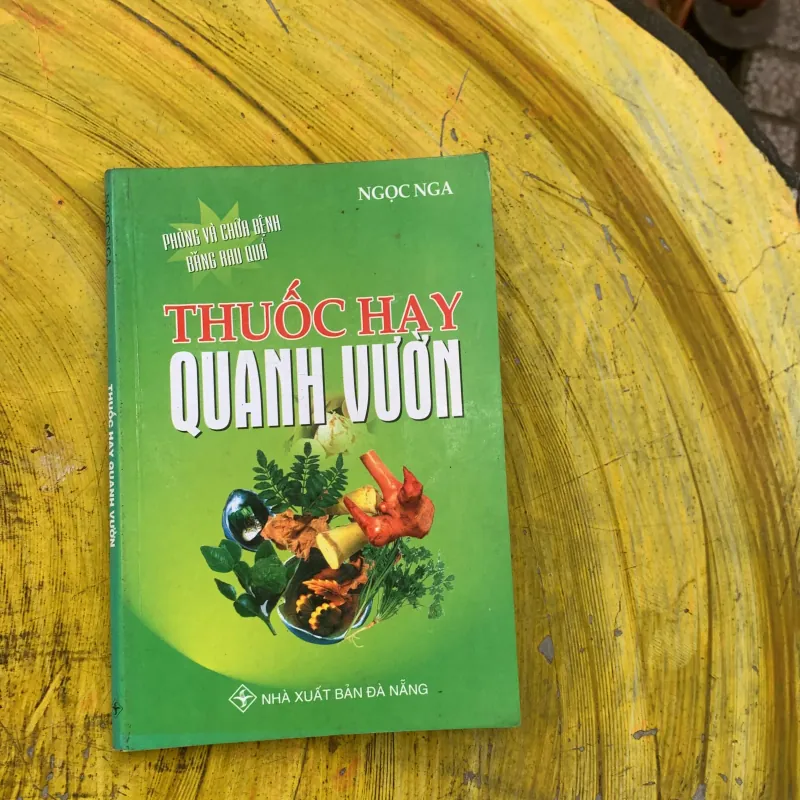 NGỌC NGA
PHÒNG VÀ CHỮA BỆNH
BẰNG RAU QUẢ
THUỐC HAY
QUANH VƯỜN
NHÀ XUẤT BẢN ĐÀ NẴNG
THUỐC HAY QUANH VƯỜN